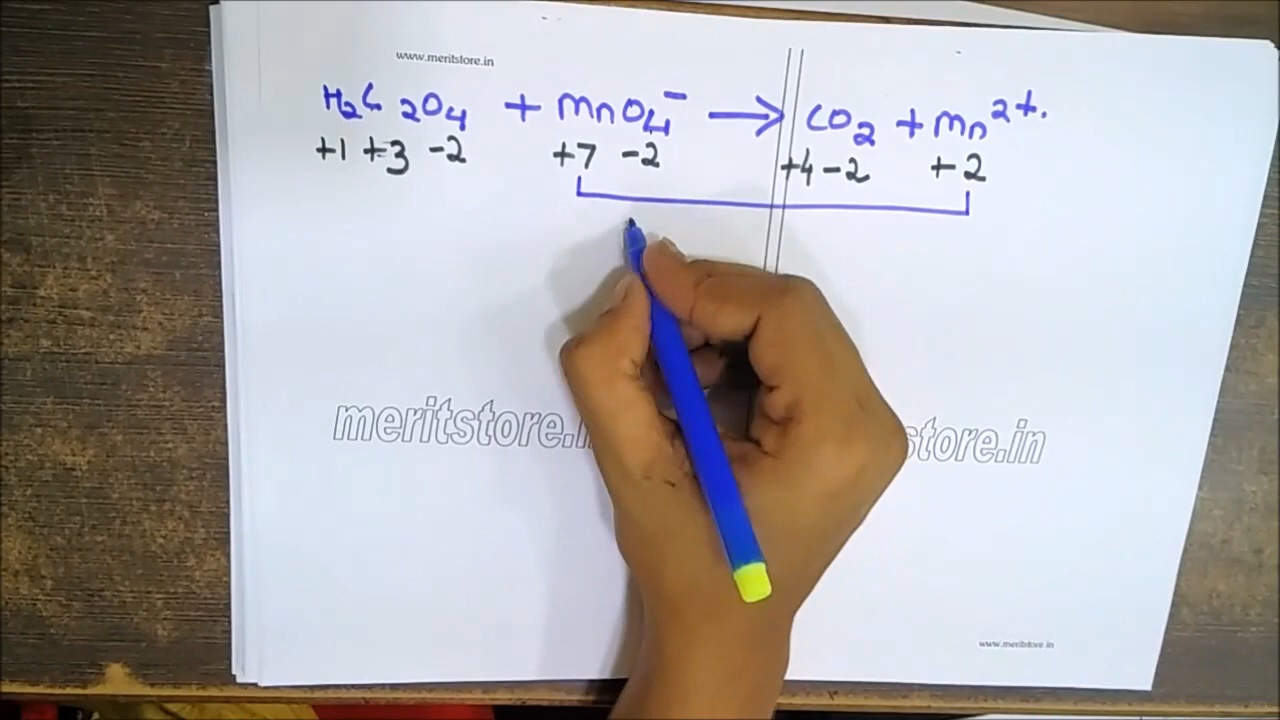 www.meritstore.in
H₂C₂O₄ + MnO₄⁻ → CO₂ + Mn²⁺.
+1 +3 -2 +7 -2 +4 -2 +2
meritstore.i store.in
www.meritstore.in